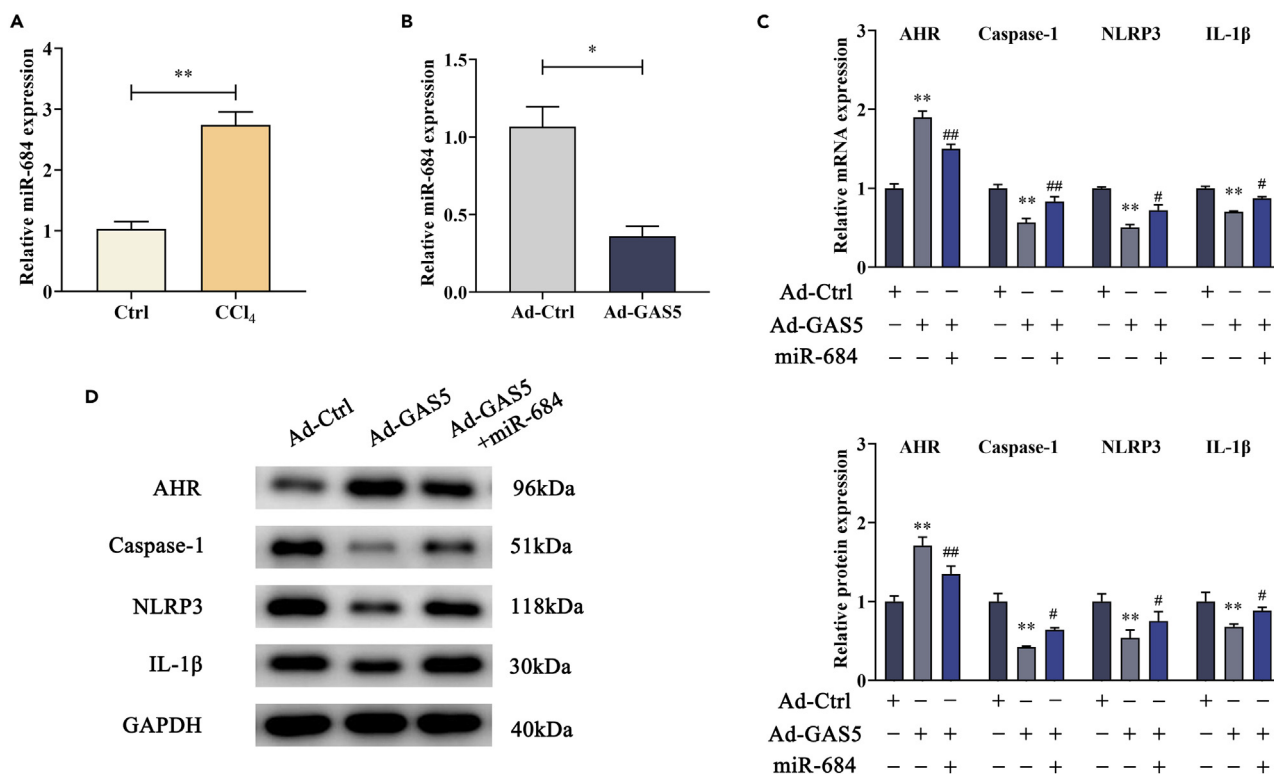 A
Relative miR-684 expression
4
3
2
1
0
**
Ctrl
CCl₄
B
Relative miR-684 expression
1.5
1.0
0.5
0.0
*
Ad-Ctrl
Ad-GAS5
C
Relative mRNA expression
3
2
1
0
AHR Caspase-1 NLRP3 IL-1β
** ## ** ## ** # ** #
Ad-Ctrl + − − + − − + − − + − −
Ad-GAS5 − + + − + + − + + − + +
miR-684 − − + − − + − − + − − +
D
Ad-Ctrl
Ad-GAS5
Ad-GAS5
+miR-684
AHR 96kDa
Caspase-1 51kDa
NLRP3 118kDa
IL-1β 30kDa
GAPDH 40kDa
Relative protein expression
3
2
1
0
AHR Caspase-1 NLRP3 IL-1β
** ## ** # ** # ** #
Ad-Ctrl + − − + − − + − − + − −
Ad-GAS5 − + + − + + − + + − + +
miR-684 − − + − − + − − + − − +